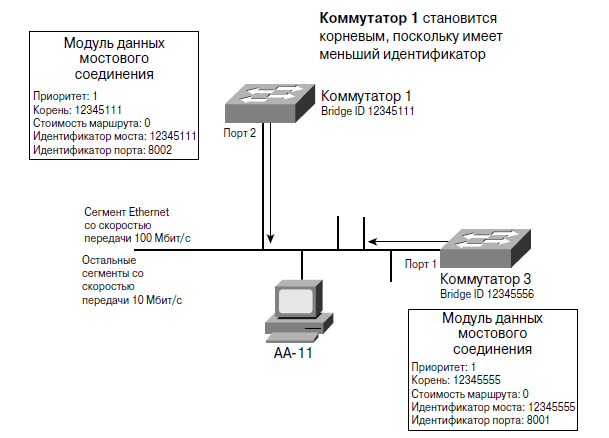 Коммутатор 1 становится
корневым, поскольку имеет
меньший идентификатор
Модуль данных
мостового
соединения
Приоритет: 1
Корень: 12345111
Стоимость маршрута: 0
Идентификатор моста: 12345111
Идентификатор порта: 8002
Коммутатор 1
Bridge ID 12345111
Порт 2
Сегмент Ethernet
со скоростью
передачи 100 Мбит/с
Остальные
сегменты со
скоростью
передачи 10 Мбит/с
Порт 1
Коммутатор 3
Bridge ID 12345556
AA-11
Модуль данных
мостового
соединения
Приоритет: 1
Корень: 12345555
Стоимость маршрута: 0
Идентификатор моста: 12345555
Идентификатор порта: 8001